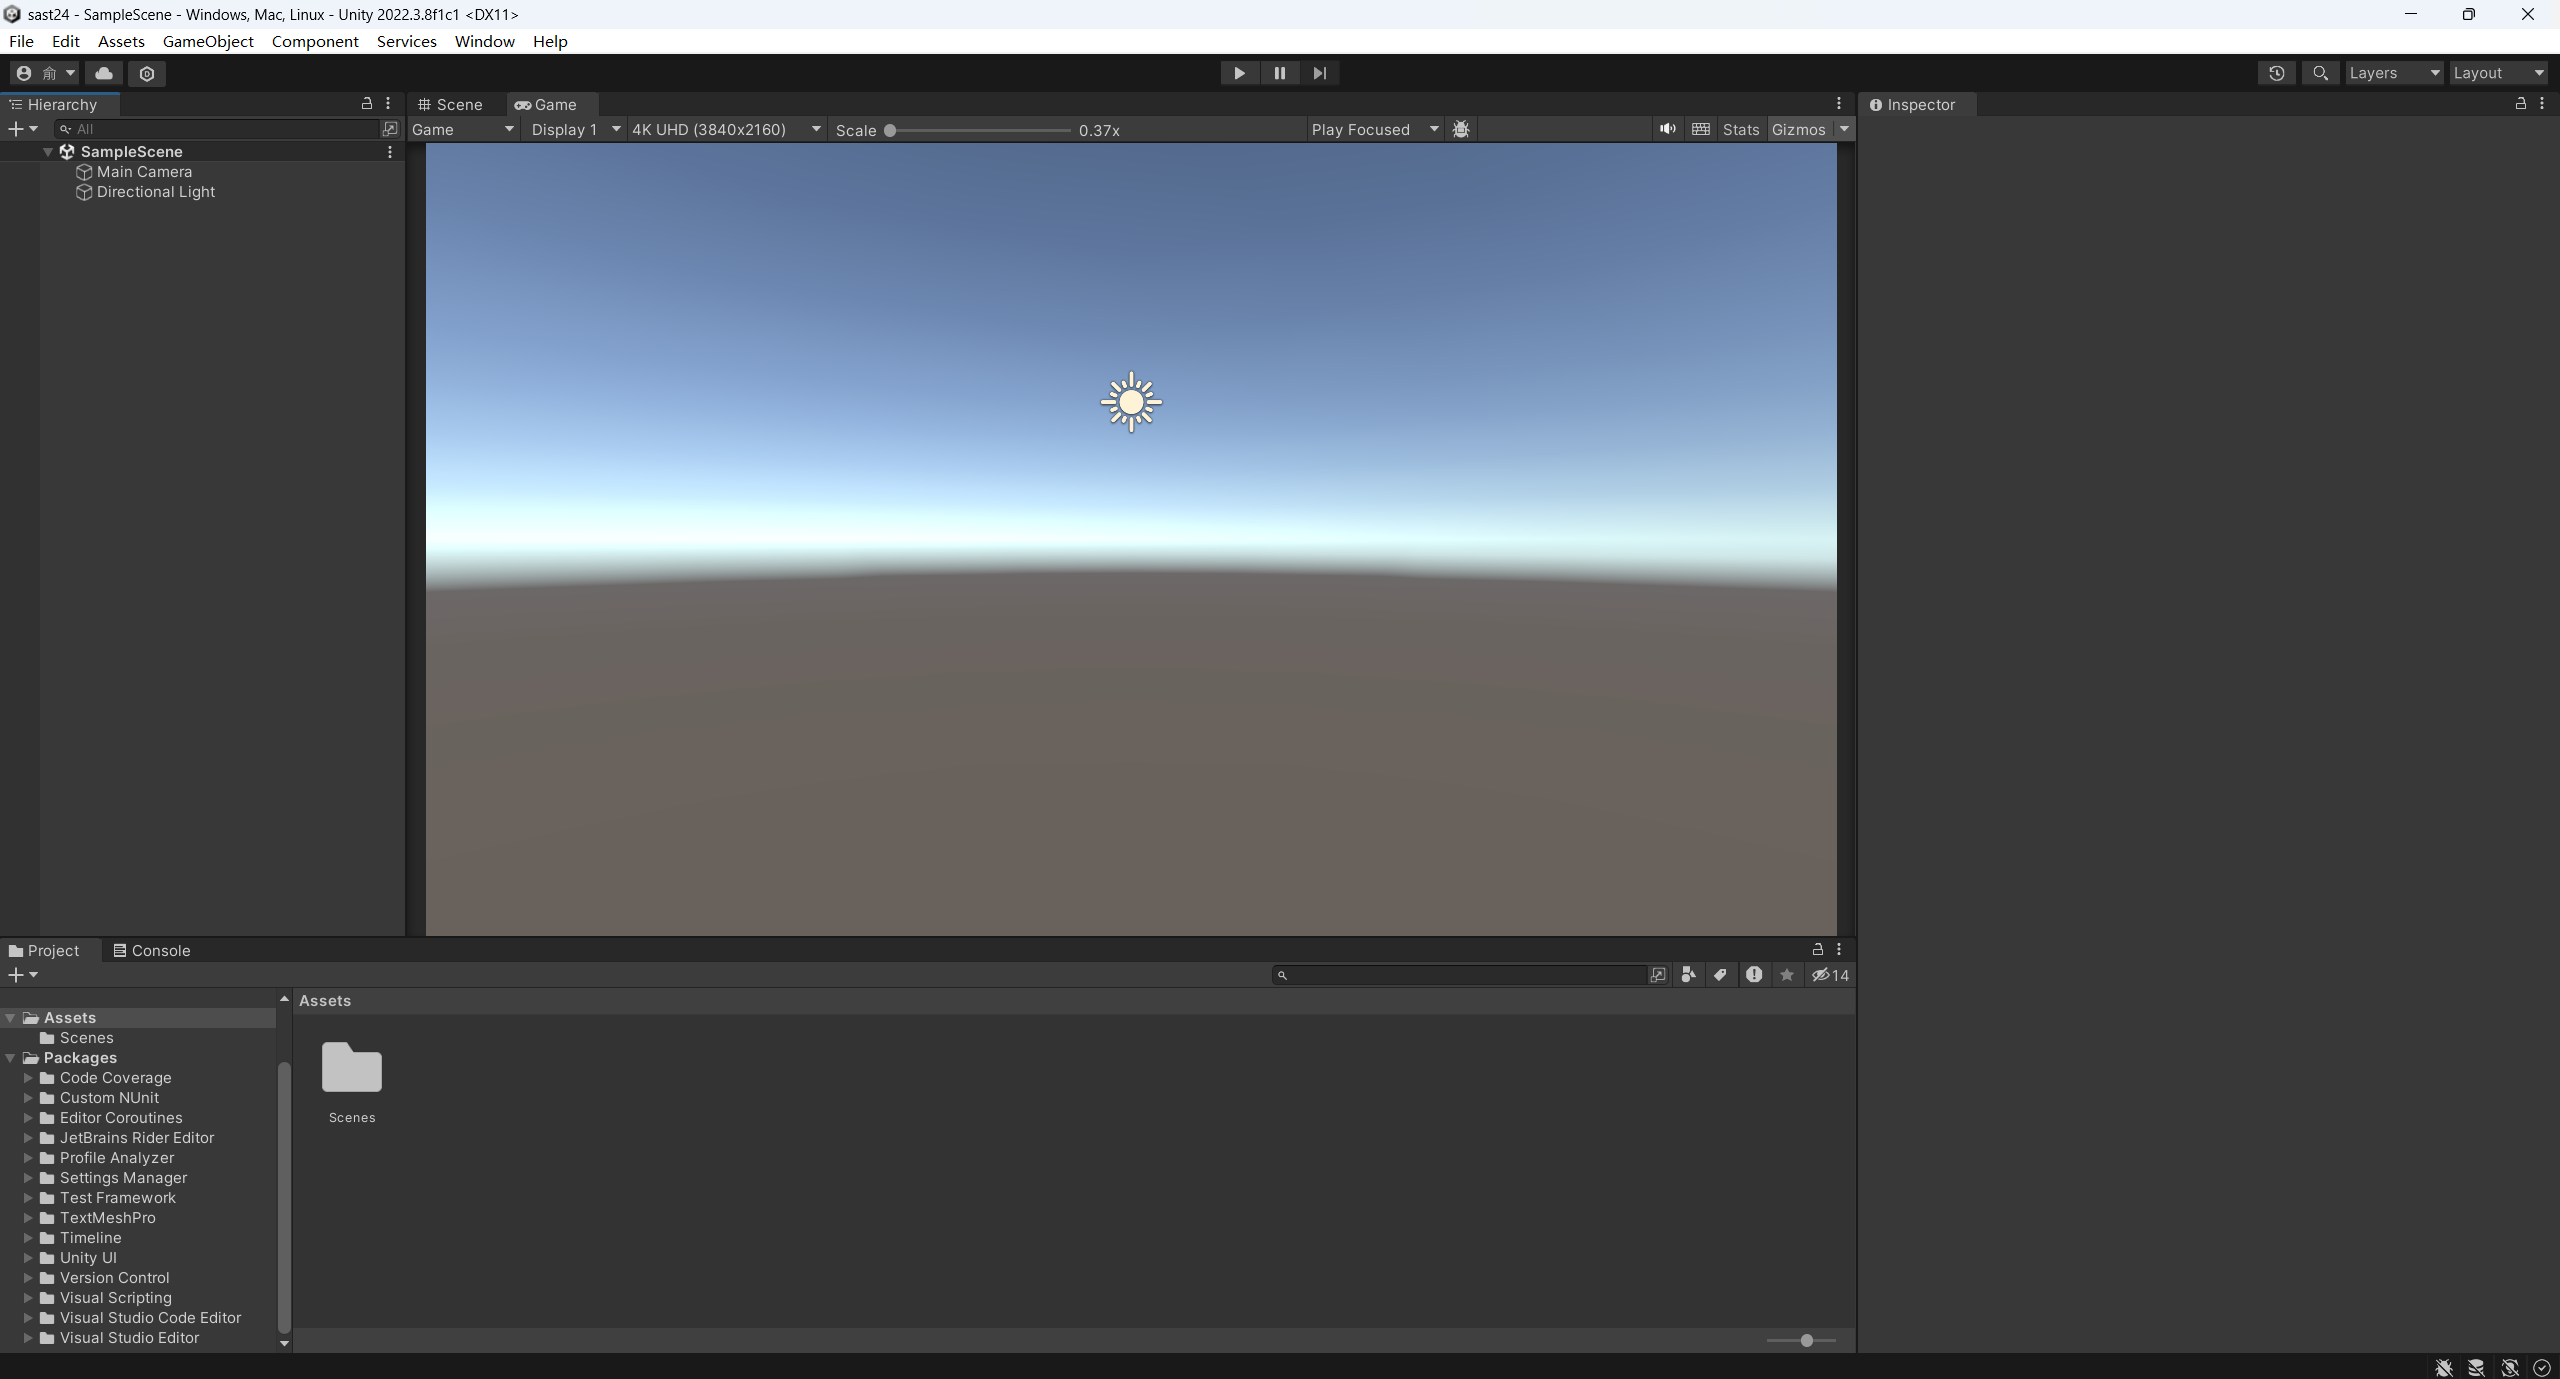 sast24 - SampleScene - Windows, Mac, Linux - Unity 2022.3.8f1c1 <DX11>
File Edit Assets GameObject Component Services Window Help
俞 Layers Layout
Hierarchy
Scene Game
Inspector
All
Game Display 1 4K UHD (3840x2160) Scale 0.37x Play Focused Stats Gizmos
SampleScene
Main Camera
Directional Light
Project Console
14
Assets
Assets
Scenes
Packages
Code Coverage
Custom NUnit
Editor Coroutines
JetBrains Rider Editor
Profile Analyzer
Settings Manager
Test Framework
TextMeshPro
Timeline
Unity UI
Version Control
Visual Scripting
Visual Studio Code Editor
Visual Studio Editor
Scenes